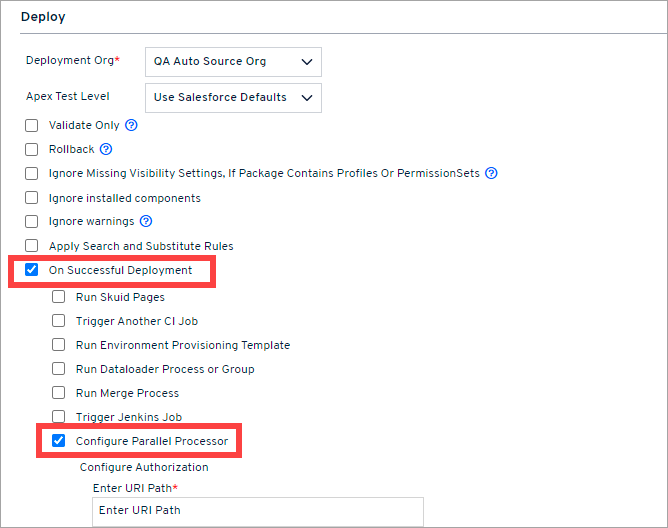 Deploy
Deployment Org*
QA Auto Source Org
Apex Test Level
Use Salesforce Defaults
Validate Only ?
Rollback ?
Ignore Missing Visibility Settings, If Package Contains Profiles Or PermissionSets ?
Ignore installed components
Ignore warnings ?
Apply Search and Substitute Rules
On Successful Deployment
Run Skuid Pages
Trigger Another CI Job
Run Environment Provisioning Template
Run Dataloader Process or Group
Run Merge Process
Trigger Jenkins Job
Configure Parallel Processor
Configure Authorization
Enter URI Path*
Enter URI Path